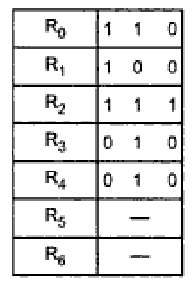 R₀ 1 1 0
R₁ 1 0 0
R₂ 1 1 1
R₃ 0 1 0
R₄ 0 1 0
R₅ —
R₆ —